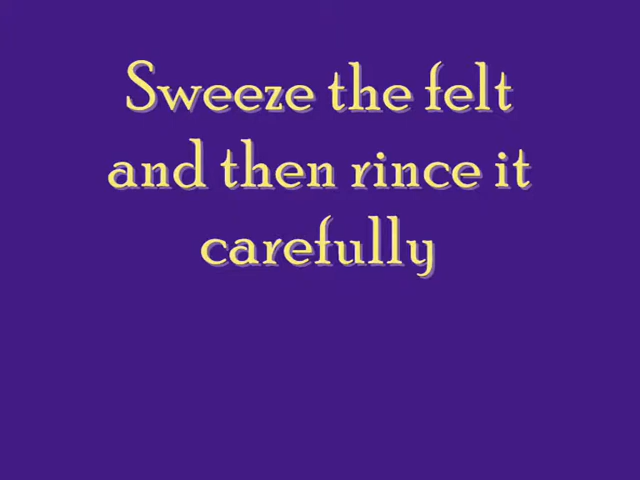 Sweeze the felt
and then rince it
carefully